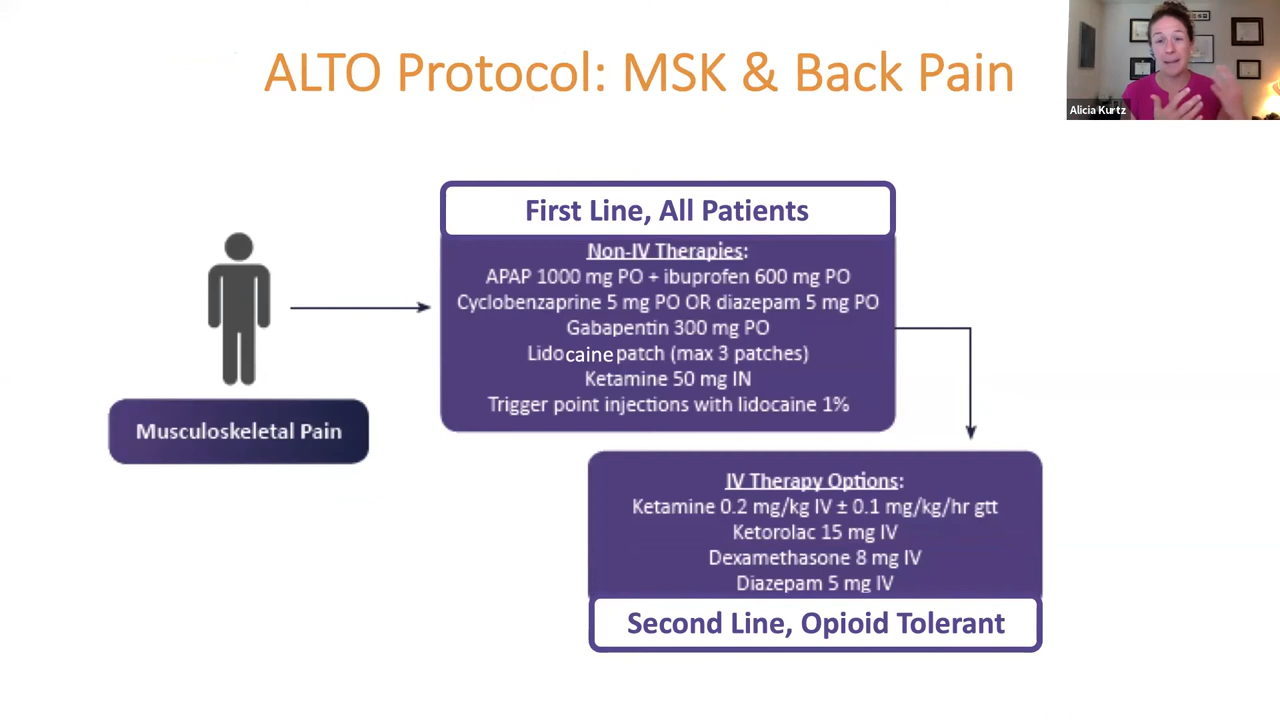 ALTO Protocol: MSK & Back Pain
Alicia Kurtz
First Line, All Patients
Non-IV Therapies:
APAP 1000 mg PO + ibuprofen 600 mg PO
Cyclobenzaprine 5 mg PO OR diazepam 5 mg PO
Gabapentin 300 mg PO
Lidocaine patch (max 3 patches)
Ketamine 50 mg IN
Trigger point injections with lidocaine 1%
Musculoskeletal Pain
IV Therapy Options:
Ketamine 0.2 mg/kg IV ± 0.1 mg/kg/hr gtt
Ketorolac 15 mg IV
Dexamethasone 8 mg IV
Diazepam 5 mg IV
Second Line, Opioid Tolerant